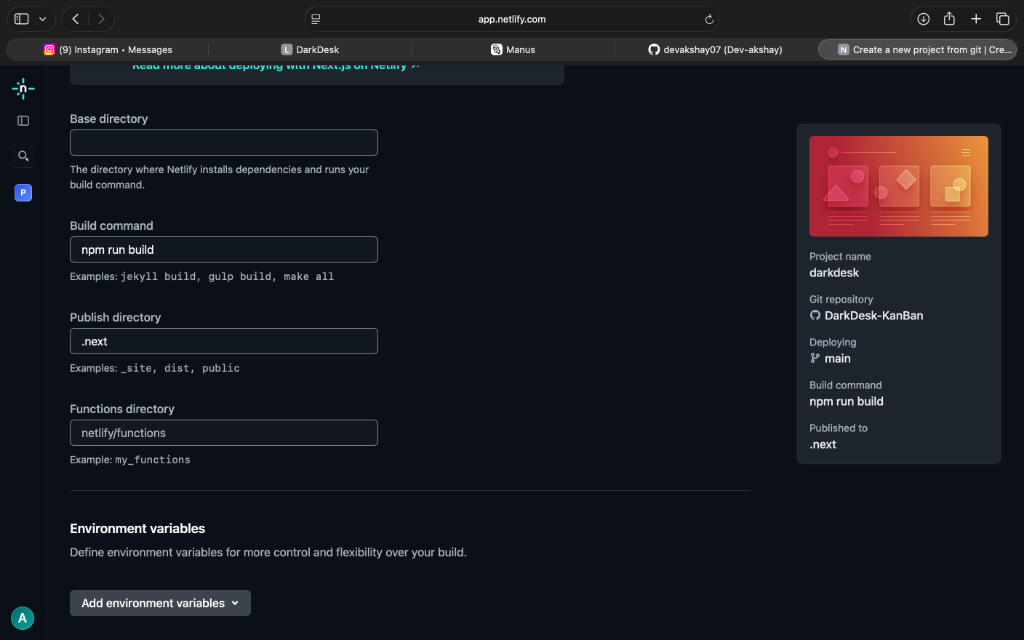 app.netlify.com
(9) Instagram • Messages
DarkDesk
Manus
devakshay07 (Dev-akshay)
Create a new project from git | Cre...
Read more about deploying with Next.js on Netlify
Base directory
The directory where Netlify installs dependencies and runs your
build command.
Build command
npm run build
Examples: jekyll build, gulp build, make all
Publish directory
.next
Examples: _site, dist, public
Functions directory
netlify/functions
Example: my_functions
Environment variables
Define environment variables for more control and flexibility over your build.
Add environment variables
Project name
darkdesk
Git repository
DarkDesk-KanBan
Deploying
main
Build command
npm run build
Published to
.next
n
P
A
L
N